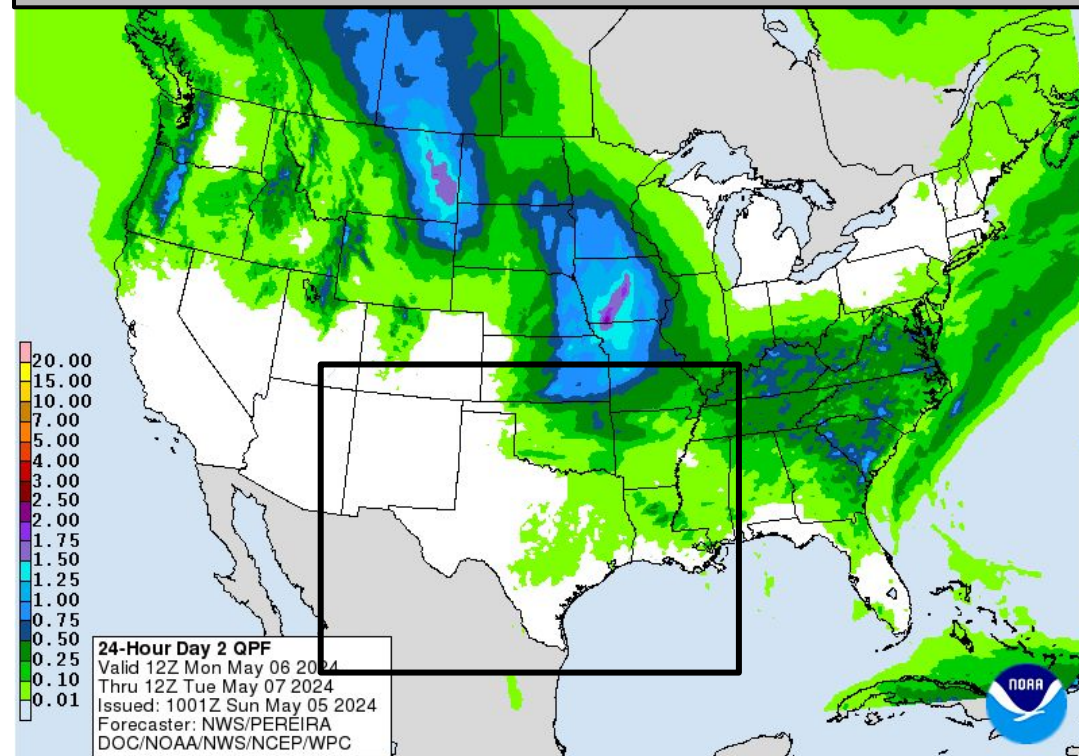 20.00
15.00
10.00
7.00
5.00
4.00
3.00
2.50
2.00
1.75
1.50
1.25
1.00
0.75
0.50
0.25
0.10
0.01
24-Hour Day 2 QPF
Valid 12Z Mon May 06 2024
Thru 12Z Tue May 07 2024
Issued: 1001Z Sun May 05 2024
Forecaster: NWS/PEREIRA
DOC/NOAA/NWS/NCEP/WPC
NOAA